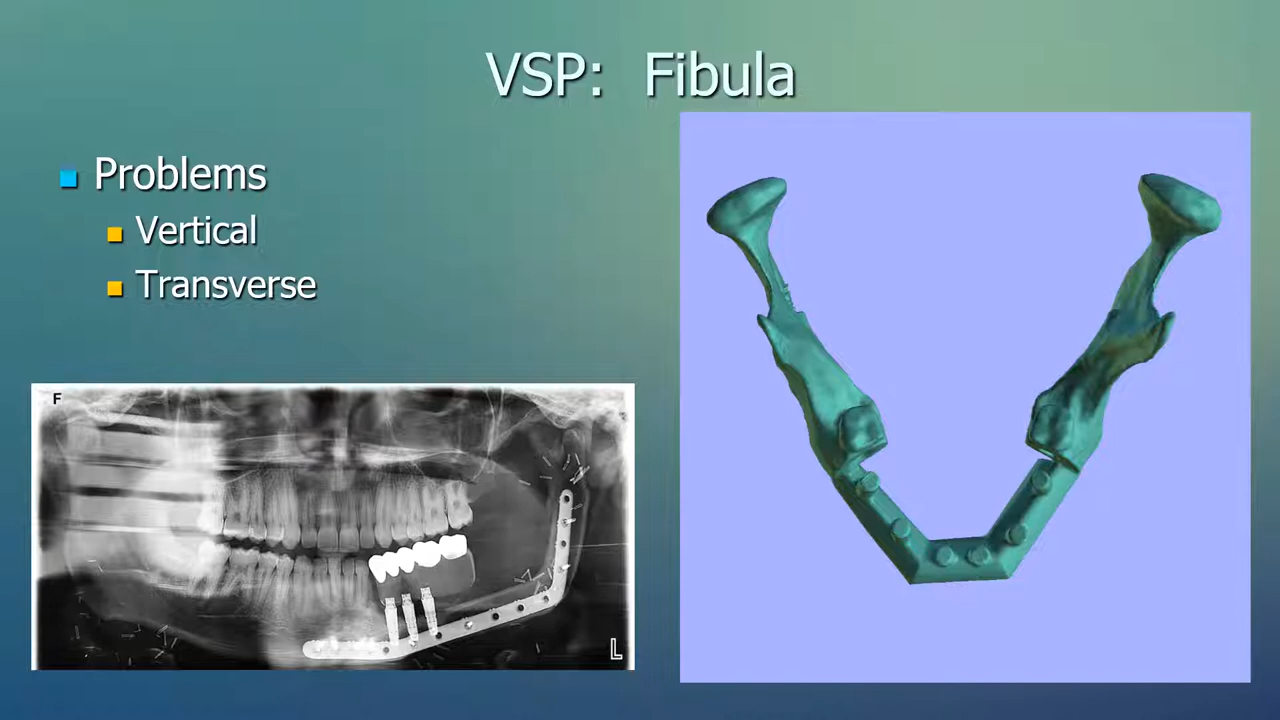 VSP: Fibula
Problems
Vertical
Transverse
F
L